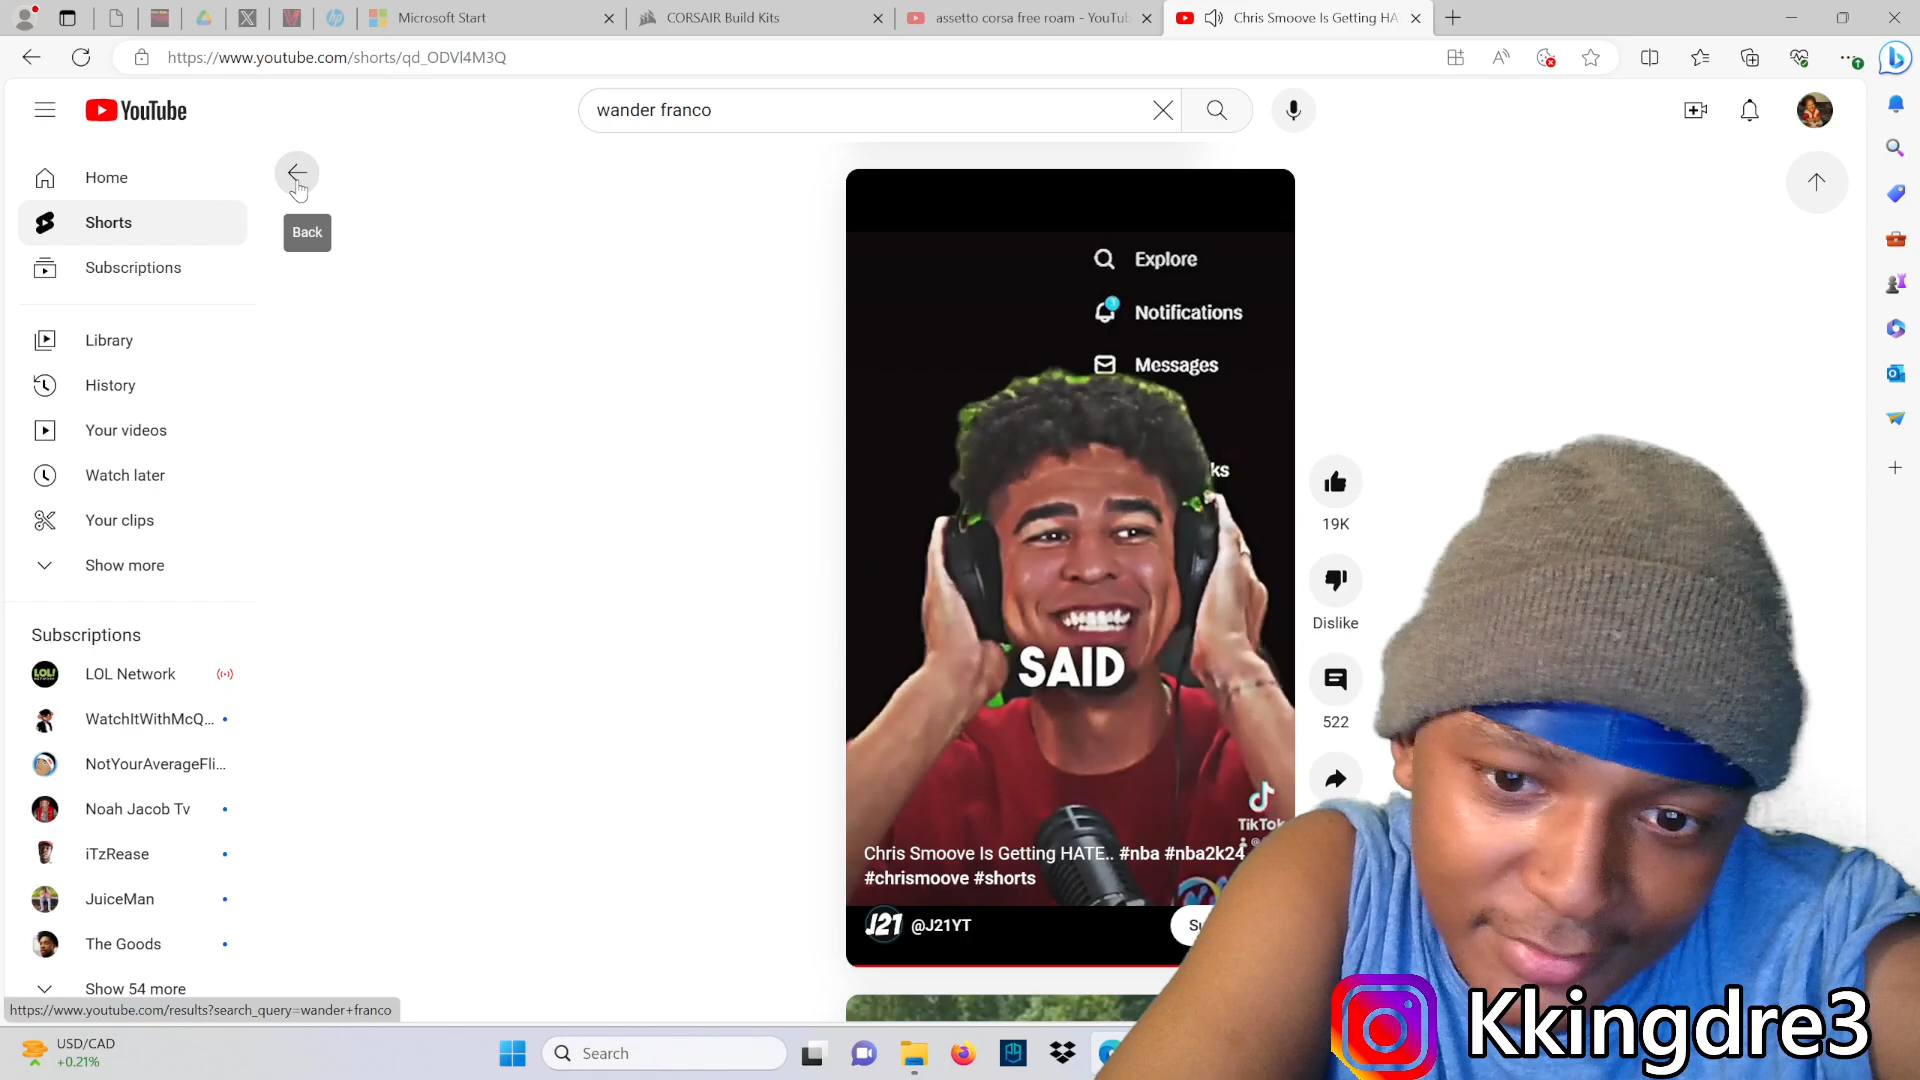 Microsoft Start
CORSAIR Build Kits
assetto corsa free roam - YouTub
Chris Smoove Is Getting HA
https://www.youtube.com/shorts/qd_ODVl4M3Q
YouTube
wander franco
Home
Shorts
Subscriptions
Back
Library
History
Your videos
Watch later
Your clips
Show more
Subscriptions
LOL Network
WatchItWithMcQ...
NotYourAverageFli...
Noah Jacob Tv
iTzRease
JuiceMan
The Goods
Show 54 more
https://www.youtube.com/results?search_query=wander+franco
Explore
Notifications
Messages
ks
SAID
TikTok
Chris Smoove Is Getting HATE.. #nba #nba2k24
#chrismoove #shorts
J21 @J21YT
Su
19K
Dislike
522
Kkingdre3
USD/CAD
+0.21%
Search